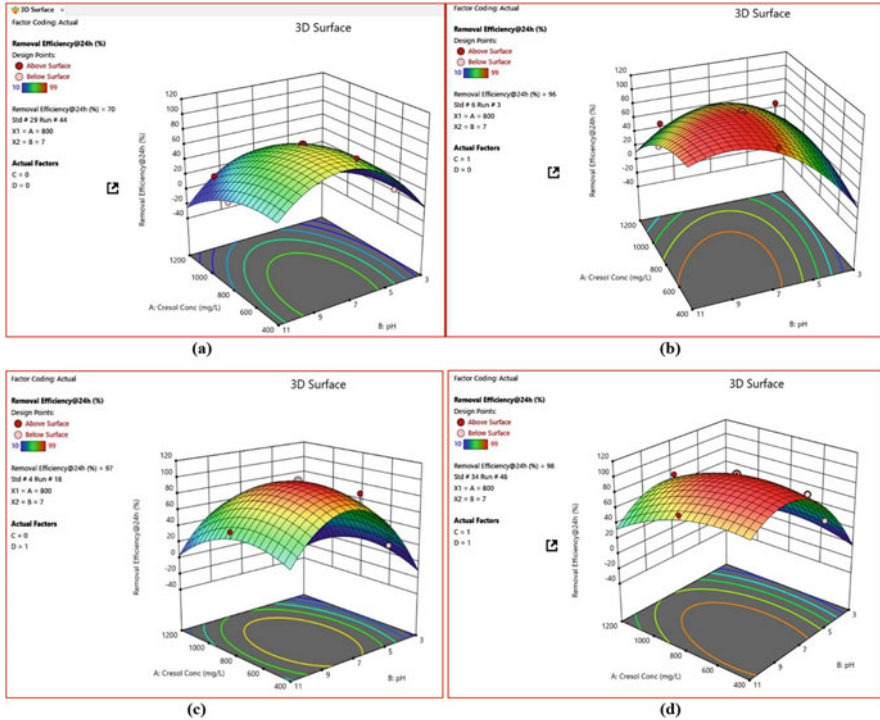 3D Surface ×
Factor Coding: Actual
3D Surface
Removal Efficiency@24h (%)
Design Points:
Above Surface
Below Surface
10 99
Removal Efficiency@24h (%) = 70
Std # 29 Run # 44
X1 = A = 800
X2 = B = 7
Actual Factors
C = 0
D = 0
120
100
80
60
40
20
0
-20
-40
Removal Efficiency@24h (%)
1200
1000
800
600
400
A: Cresol Conc (mg/L)
11
9
7
5
3
B: pH
(a)
Factor Coding: Actual
3D Surface
Removal Efficiency@24h (%)
Design Points:
Above Surface
Below Surface
10 99
Removal Efficiency@24h (%) = 96
Std # 6 Run # 3
X1 = A = 800
X2 = B = 7
Actual Factors
C = 1
D = 0
120
100
80
60
40
20
0
-20
-40
Removal Efficiency@24h (%)
1200
1000
800
600
400
A: Cresol Conc (mg/L)
11
9
7
5
3
B: pH
(b)
Factor Coding: Actual
3D Surface
Removal Efficiency@24h (%)
Design Points:
Above Surface
Below Surface
10 99
Removal Efficiency@24h (%) = 97
Std # 4 Run # 18
X1 = A = 800
X2 = B = 7
Actual Factors
C = 0
D = 1
120
100
80
60
40
20
0
-20
-40
Removal Efficiency@24h (%)
1200
1000
800
600
400
A: Cresol Conc (mg/L)
11
9
7
5
3
B: pH
(c)
Factor Coding: Actual
3D Surface
Removal Efficiency@24h (%)
Design Points:
Above Surface
Below Surface
10 99
Removal Efficiency@24h (%) = 98
Std # 34 Run # 46
X1 = A = 800
X2 = B = 7
Actual Factors
C = 1
D = 1
120
100
80
60
40
20
0
-20
-40
Removal Efficiency@24h (%)
1200
1000
800
600
400
A: Cresol Conc (mg/L)
11
9
7
5
3
B: pH
(d)